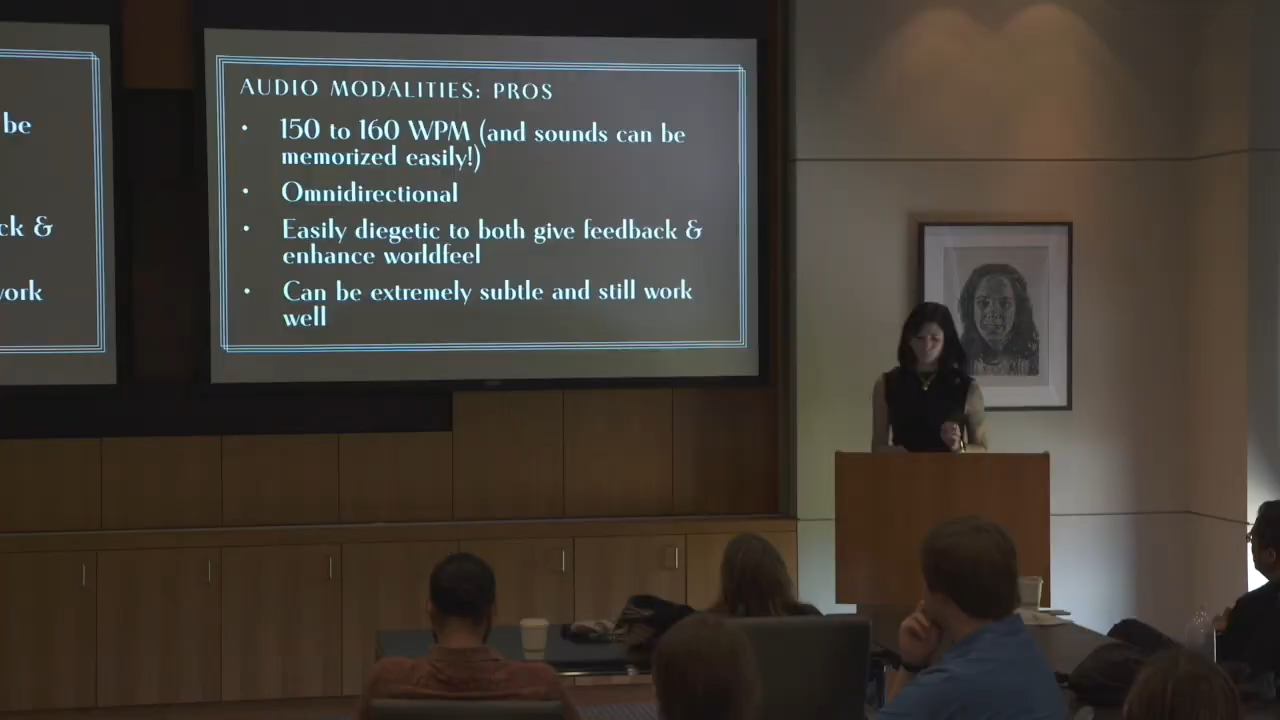 be
ck &
work
AUDIO MODALITIES: PROS
• 150 to 160 WPM (and sounds can be
memorized easily!)
• Omnidirectional
• Easily diegetic to both give feedback &
enhance worldfeel
• Can be extremely subtle and still work
well